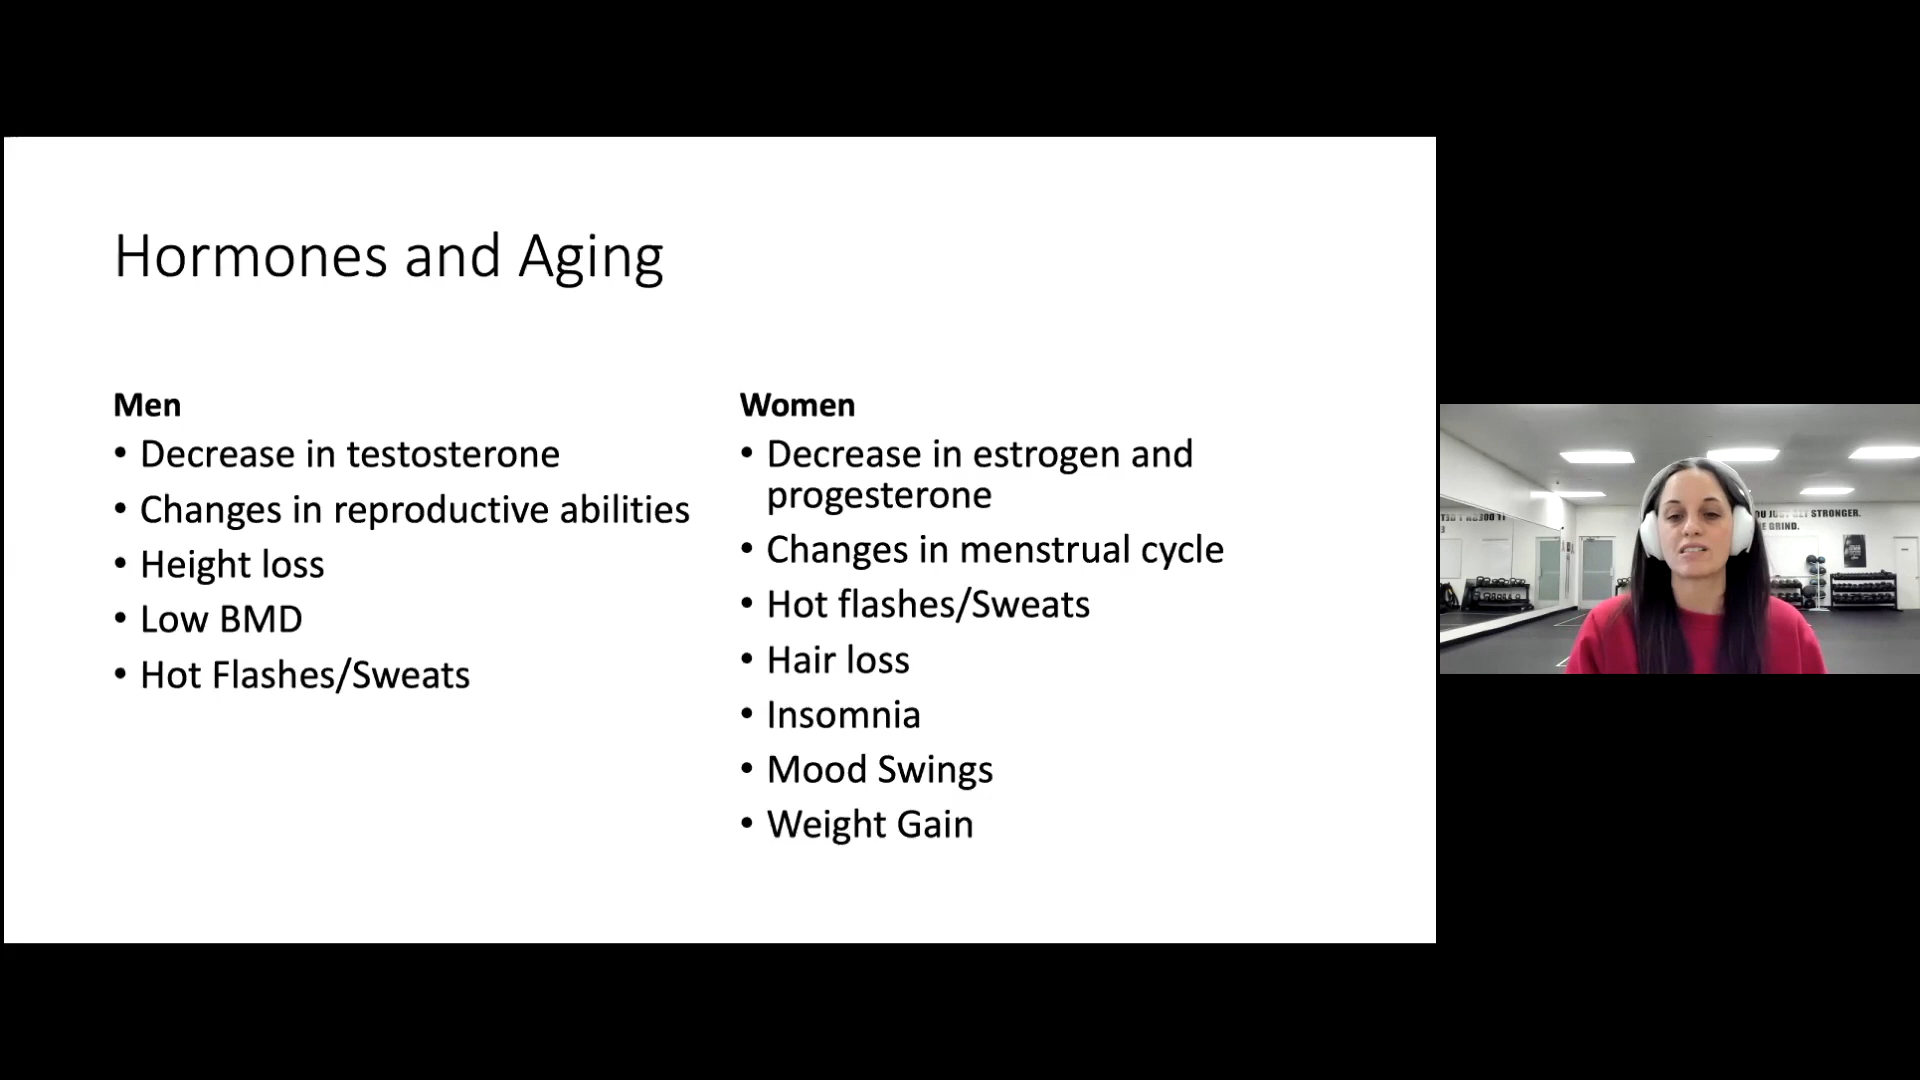 Hormones and Aging
Men
• Decrease in testosterone
• Changes in reproductive abilities
• Height loss
• Low BMD
• Hot Flashes/Sweats
Women
• Decrease in estrogen and
progesterone
• Changes in menstrual cycle
• Hot flashes/Sweats
• Hair loss
• Insomnia
• Mood Swings
• Weight Gain
STRONGER.
GRIND.